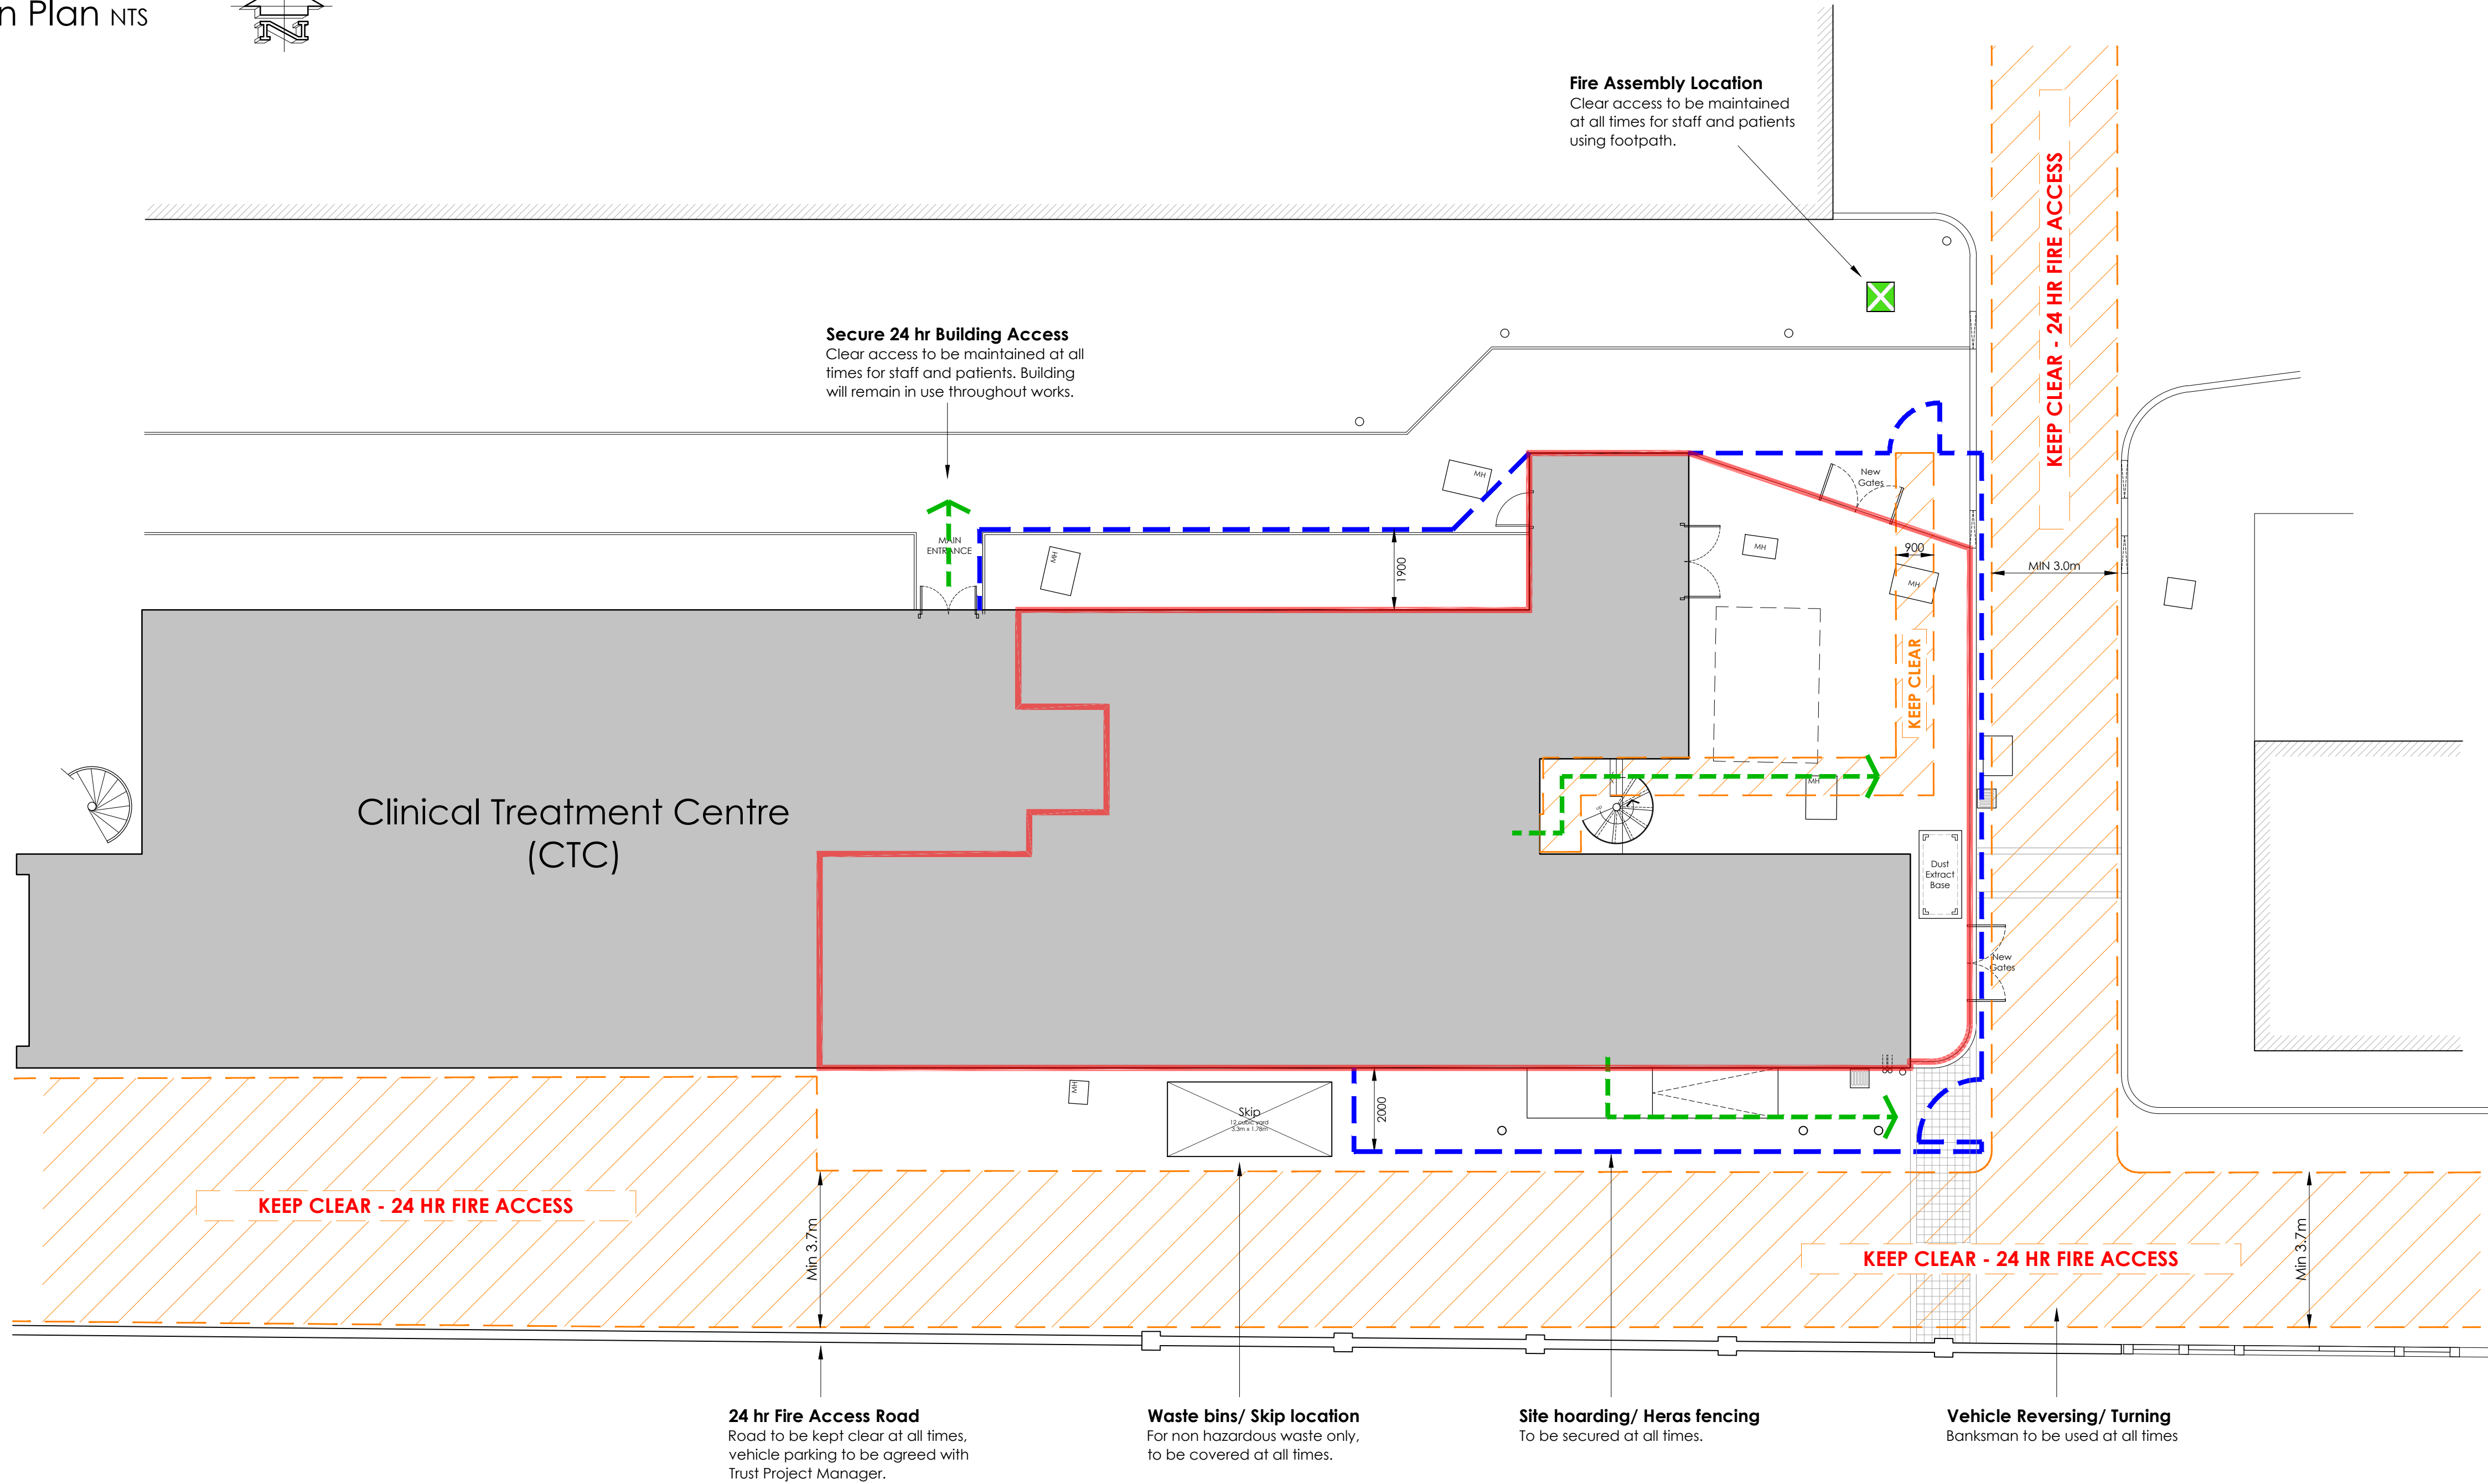 n Plan NTS
N
Fire Assembly Location
Clear access to be maintained
at all times for staff and patients
using footpath.
KEEP CLEAR - 24 HR FIRE ACCESS
Secure 24 hr Building Access
Clear access to be maintained at all
times for staff and patients. Building
will remain in use throughout works.
MH
New
Gates
MAIN
ENTRANCE
MH
1900
MH
900
MH
MIN 3.0m
KEEP CLEAR
MH
UP
Clinical Treatment Centre
(CTC)
Dust
Extract
Base
New
Gates
MH
Skip
12 cubic yard
3.3m x 1.78m
2000
KEEP CLEAR - 24 HR FIRE ACCESS
Min 3.7m
KEEP CLEAR - 24 HR FIRE ACCESS
Min 3.7m
24 hr Fire Access Road
Road to be kept clear at all times,
vehicle parking to be agreed with
Trust Project Manager.
Waste bins/ Skip location
For non hazardous waste only,
to be covered at all times.
Site hoarding/ Heras fencing
To be secured at all times.
Vehicle Reversing/ Turning
Banksman to be used at all times